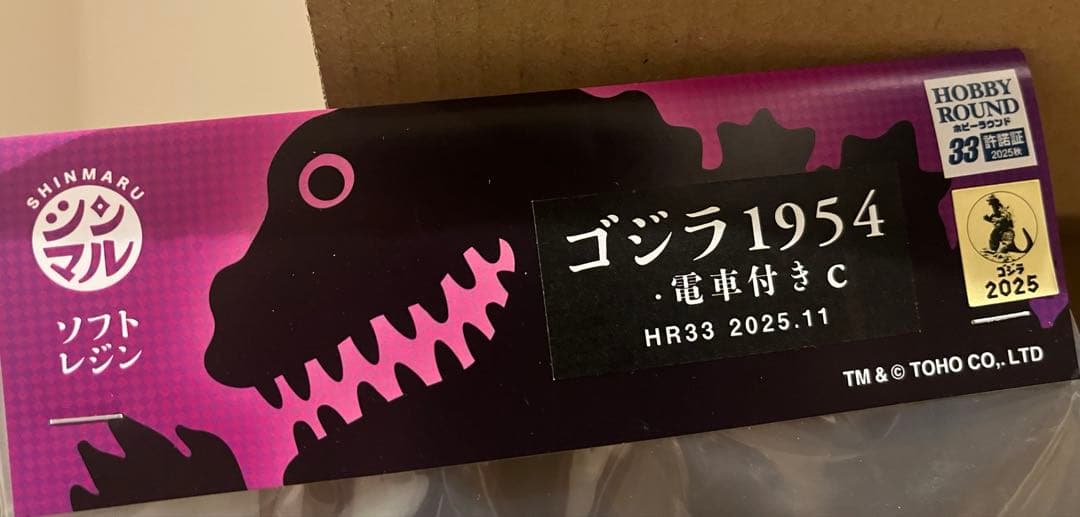 SHINMARU
シン
マル
ソフト
レジン
ゴジラ1954
・電車付き C
HR33 2025.11
HOBBY
ROUND
ホビーラウンド
33 許諾証
2025秋
ゴジラ
2025
TM & © TOHO CO,. LTD